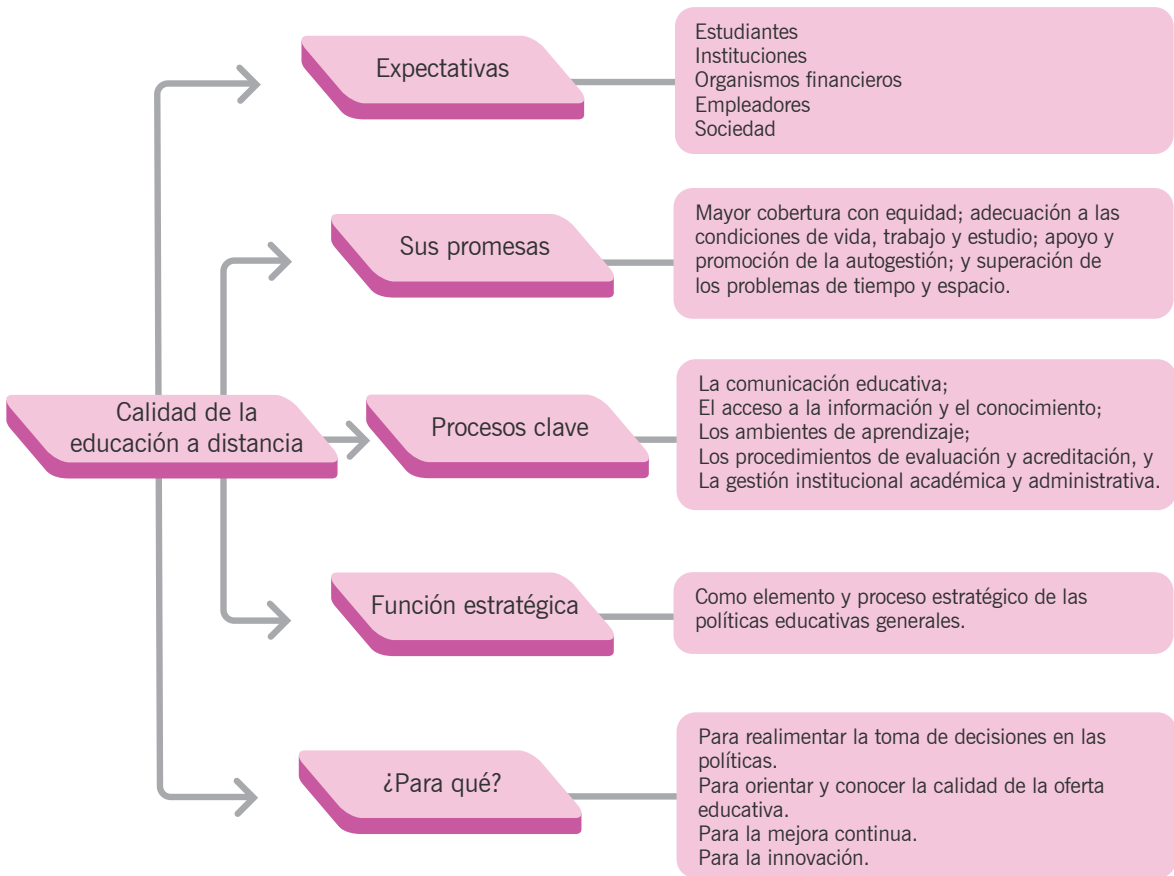 Expectativas
Estudiantes
Instituciones
Organismos financieros
Empleadores
Sociedad
Sus promesas
Mayor cobertura con equidad; adecuación a las
condiciones de vida, trabajo y estudio; apoyo y
promoción de la autogestión; y superación de
los problemas de tiempo y espacio.
Calidad de la
educación a distancia
Procesos clave
La comunicación educativa;
El acceso a la información y el conocimiento;
Los ambientes de aprendizaje;
Los procedimientos de evaluación y acreditación, y
La gestión institucional académica y administrativa.
Función estratégica
Como elemento y proceso estratégico de las
políticas educativas generales.
¿Para qué?
Para realimentar la toma de decisiones en las
políticas.
Para orientar y conocer la calidad de la oferta
educativa.
Para la mejora continua.
Para la innovación.